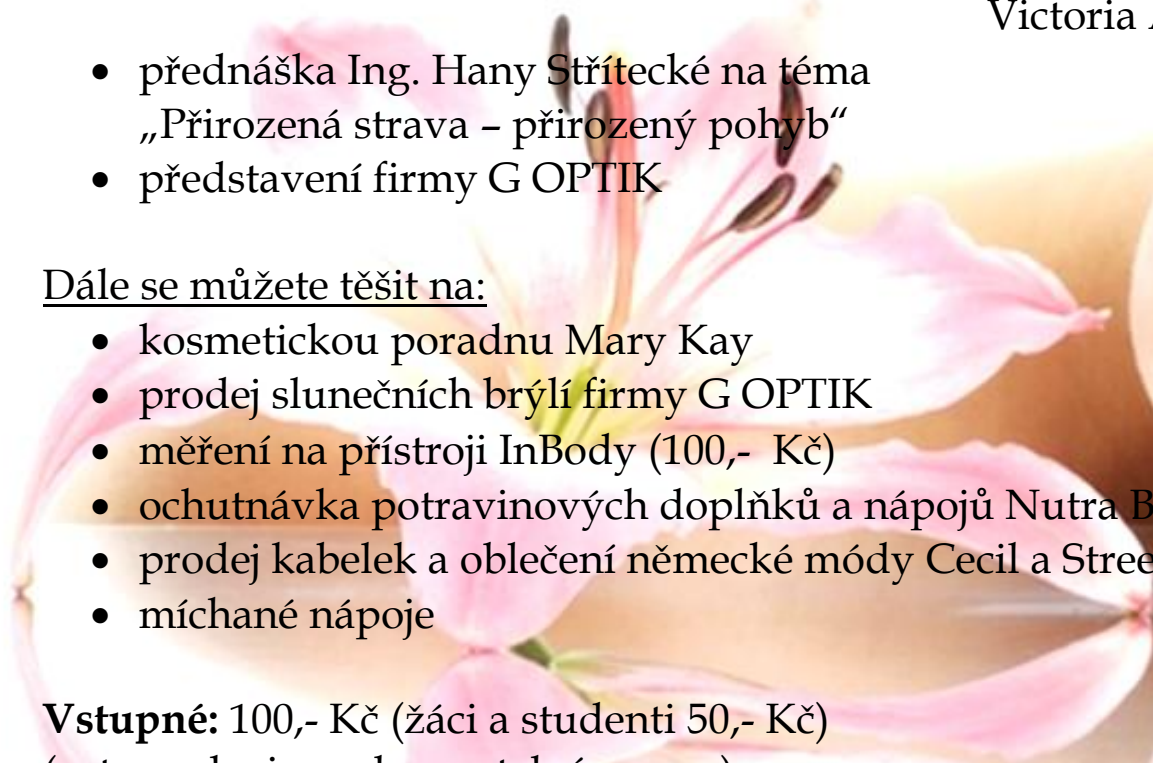 Victoria
• přednáška Ing. Hany Střítecké na téma
„Přirozená strava – přirozený pohyb“
• představení firmy G OPTIK
Dále se můžete těšit na:
• kosmetickou poradnu Mary Kay
• prodej slunečních brýlí firmy G OPTIK
• měření na přístroji InBody (100,- Kč)
• ochutnávka potravinových doplňků a nápojů Nutra
• prodej kabelek a oblečení německé módy Cecil a
• míchané nápoje
Vstupné: 100,- Kč (žáci a studenti 50,- Kč)